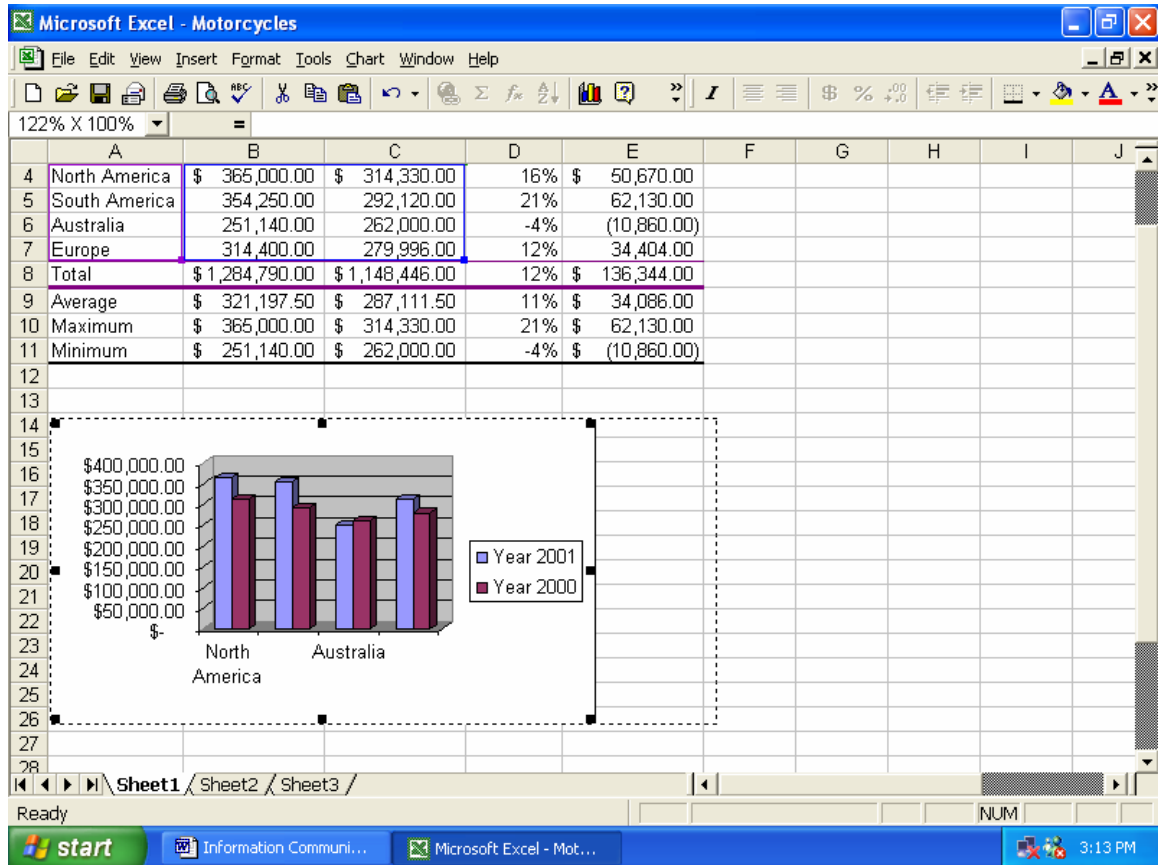 Microsoft Excel - Motorcycles
File Edit View Insert Format Tools Chart Window Help
ABC Σ fx I $ % A
122% X 100% =
A B C D E F G H I J
4 North America $ 365,000.00 $ 314,330.00 16% $ 50,670.00
5 South America 354,250.00 292,120.00 21% 62,130.00
6 Australia 251,140.00 262,000.00 -4% (10,860.00)
7 Europe 314,400.00 279,996.00 12% 34,404.00
8 Total $1,284,790.00 $1,148,446.00 12% $ 136,344.00
9 Average $ 321,197.50 $ 287,111.50 11% $ 34,086.00
10 Maximum $ 365,000.00 $ 314,330.00 21% $ 62,130.00
11 Minimum $ 251,140.00 $ 262,000.00 -4% $ (10,860.00)
12
13
14
15
16
17
18
19
20
21
22
23
24
25
26
27
28
$400,000.00
$350,000.00
$300,000.00
$250,000.00
$200,000.00
$150,000.00
$100,000.00
$50,000.00
$-
North America
Australia
Year 2001
Year 2000
Sheet1 Sheet2 Sheet3
Ready NUM
start Information Communi... Microsoft Excel - Mot... 3:13 PM